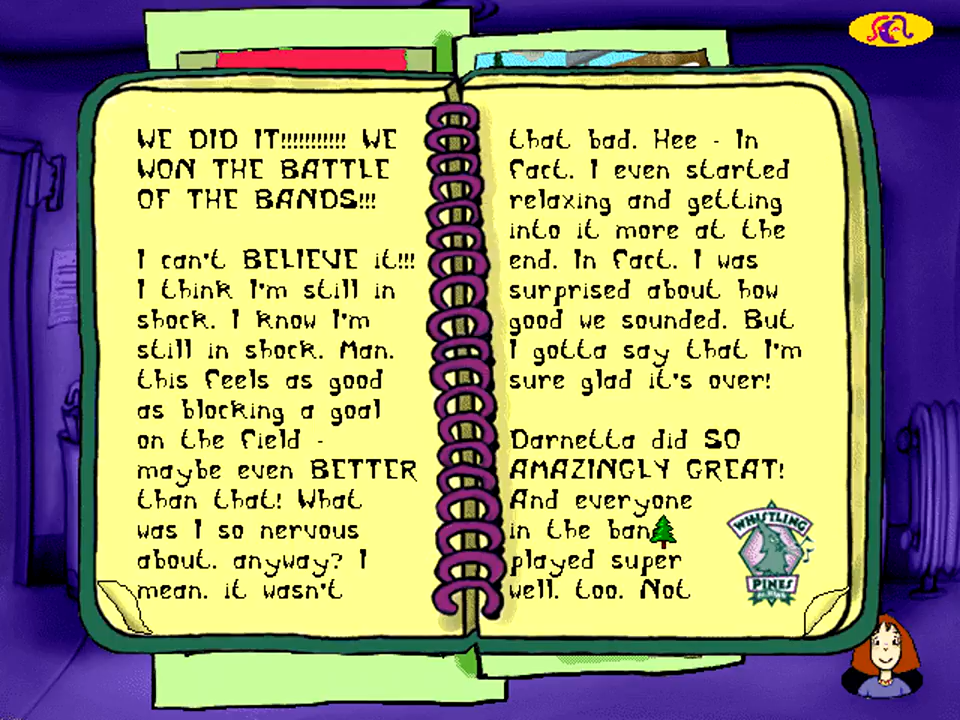 WE DID IT!!!!!!!!!!! WE
WON THE BATTLE
OF THE BANDS!!!
I can't BELIEVE it!!!
I think I'm still in
shock. I know I'm
still in shock. Man,
this feels as good
as blocking a goal
on the field -
maybe even BETTER
than that! What
was I so nervous
about, anyway? I
mean, it wasn't
that bad. Hee - In
fact, I even started
relaxing and getting
into it more at the
end. In fact, I was
surprised about how
good we sounded. But
I gotta say that I'm
sure glad it's over!
Darnetta did SO
AMAZINGLY GREAT!
And everyone
in the band
played super
well, too. Not
WHISTLING
PINES